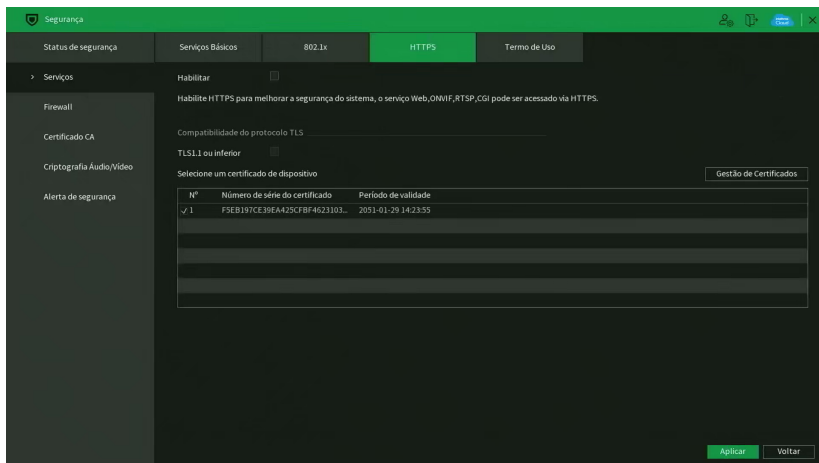 Segurança
Cloud
Status de segurança
Serviços Básicos
802.1x
HTTPS
Termo de Uso
> Serviços
Firewall
Certificado CA
Criptografia Áudio/Vídeo
Alerta de segurança
Habilitar
Habilite HTTPS para melhorar a segurança do sistema, o serviço Web,ONVIF,RTSP,CGI pode ser acessado via HTTPS.
Compatibilidade do protocolo TLS
TLS1.1 ou inferior
Selecione um certificado de dispositivo
Gestão de Certificados
Nº Número de série do certificado Período de validade
1 F5EB197CE39EA425CFBF4623103... 2051-01-29 14:23:55
Aplicar
Voltar